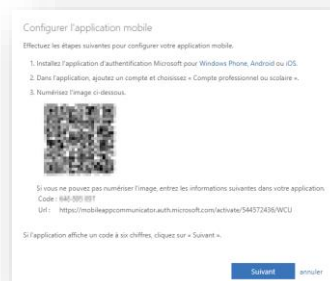 Configurer l'application mobile
Effectuez les étapes suivantes pour configurer votre application mobile.
1. Installez l'application d'authentification Microsoft pour Windows Phone, Android ou iOS.
2. Dans l'application, ajoutez un compte et choisissez « Compte professionnel ou scolaire ».
3. Numérisez l'image ci-dessous.
Si vous ne pouvez pas numériser l'image, entrez les informations suivantes dans votre application.
Code :
Url : https://mobileappcommunicator.auth.microsoft.com/activate/544572436/WCU
Si l'application affiche un code à six chiffres, cliquez sur « Suivant ».
Suivant annuler